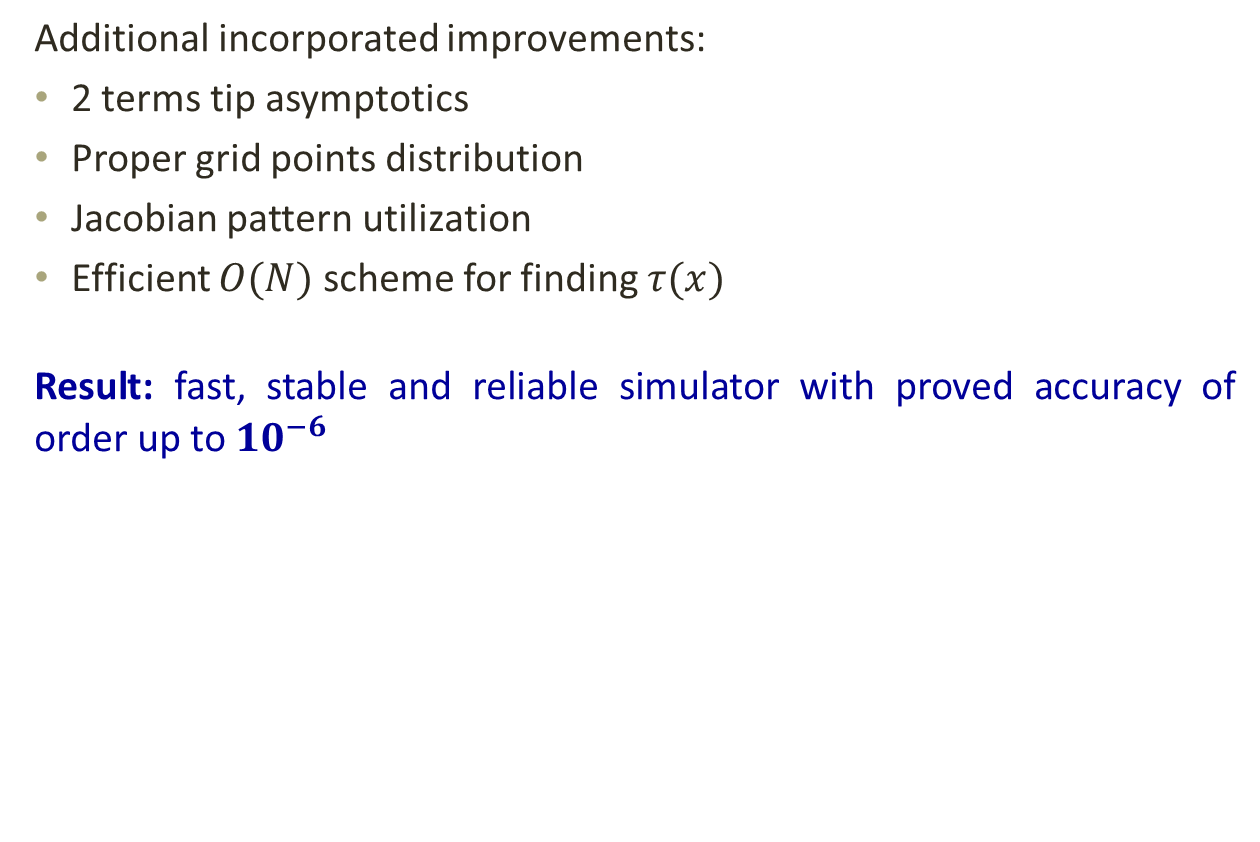 Additional incorporated improvements:
• 2 terms tip asymptotics
• Proper grid points distribution
• Jacobian pattern utilization
• Efficient O(N) scheme for finding τ(x)
Result: fast, stable and reliable simulator with proved accuracy of
order up to 10⁻⁶